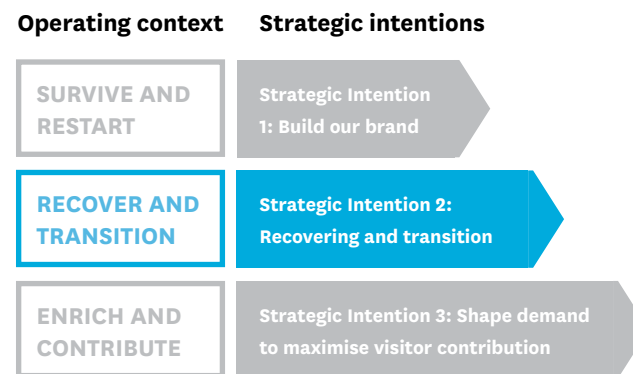 Operating context Strategic intentions
SURVIVE AND
RESTART
Strategic Intention
1: Build our brand
RECOVER AND
TRANSITION
Strategic Intention 2:
Recovering and transition
ENRICH AND
CONTRIBUTE
Strategic Intention 3: Shape demand
to maximise visitor contribution